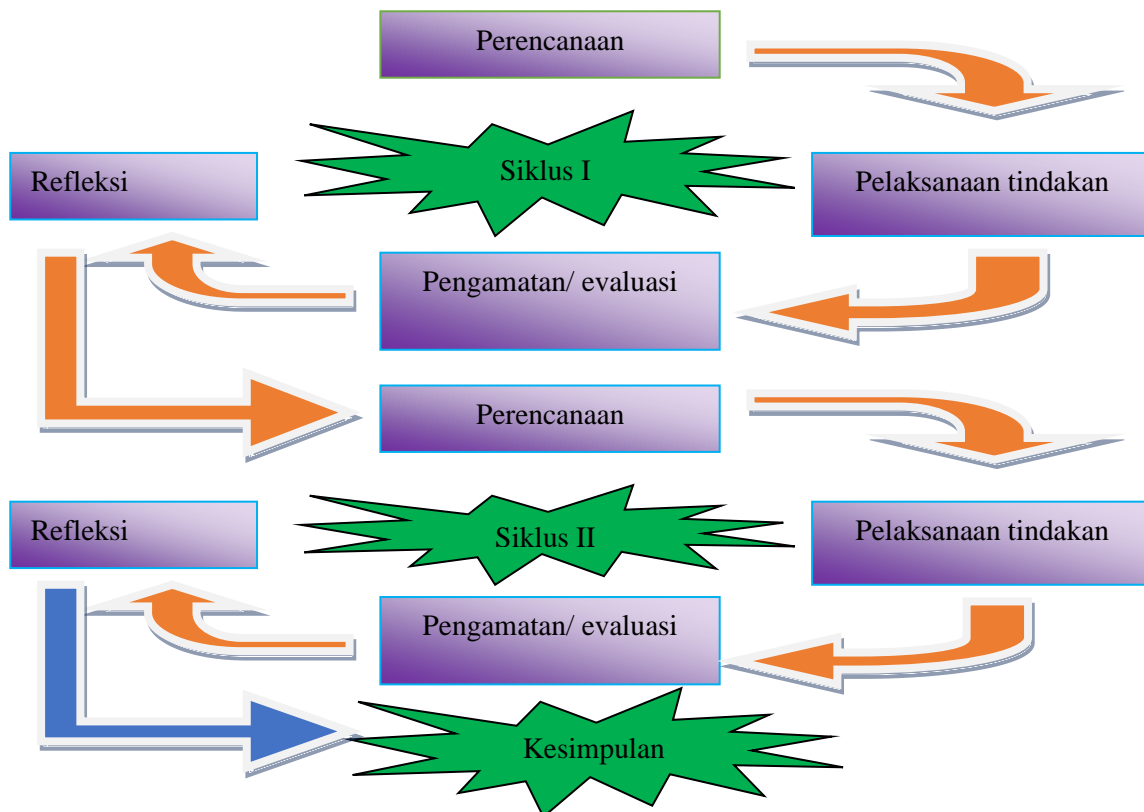 Perencanaan
Siklus I
Refleksi
Pelaksanaan tindakan
Pengamatan/ evaluasi
Perencanaan
Refleksi
Siklus II
Pelaksanaan tindakan
Pengamatan/ evaluasi
Kesimpulan